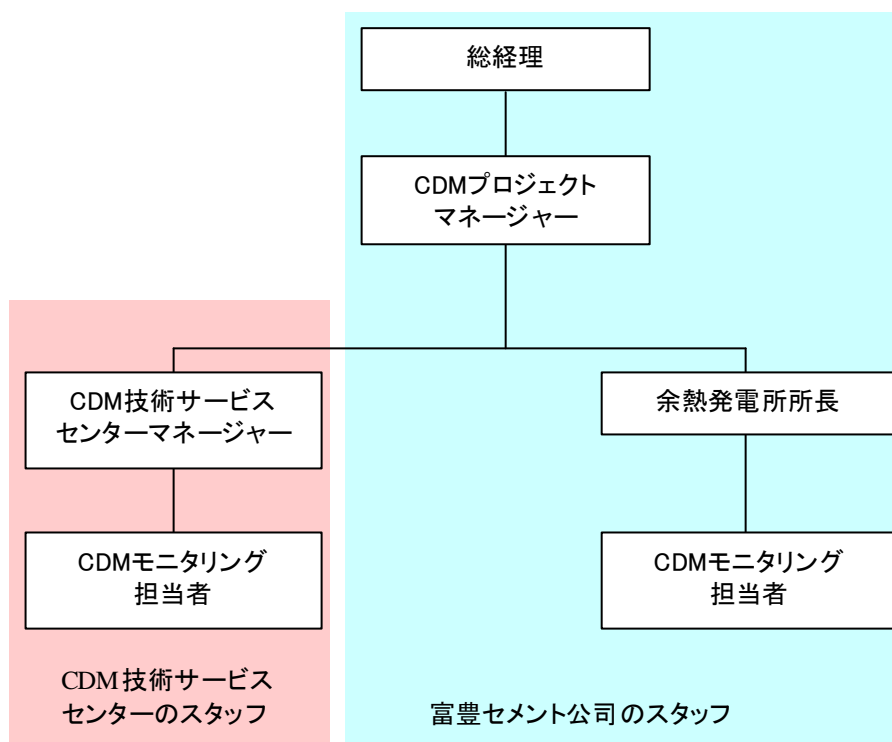 総経理
CDMプロジェクト
マネージャー
CDM技術サービス
センターマネージャー
余熱発電所所長
CDMモニタリング
担当者
CDMモニタリング
担当者
CDM技術サービス
センターのスタッフ
富豊セメント公司のスタッフ